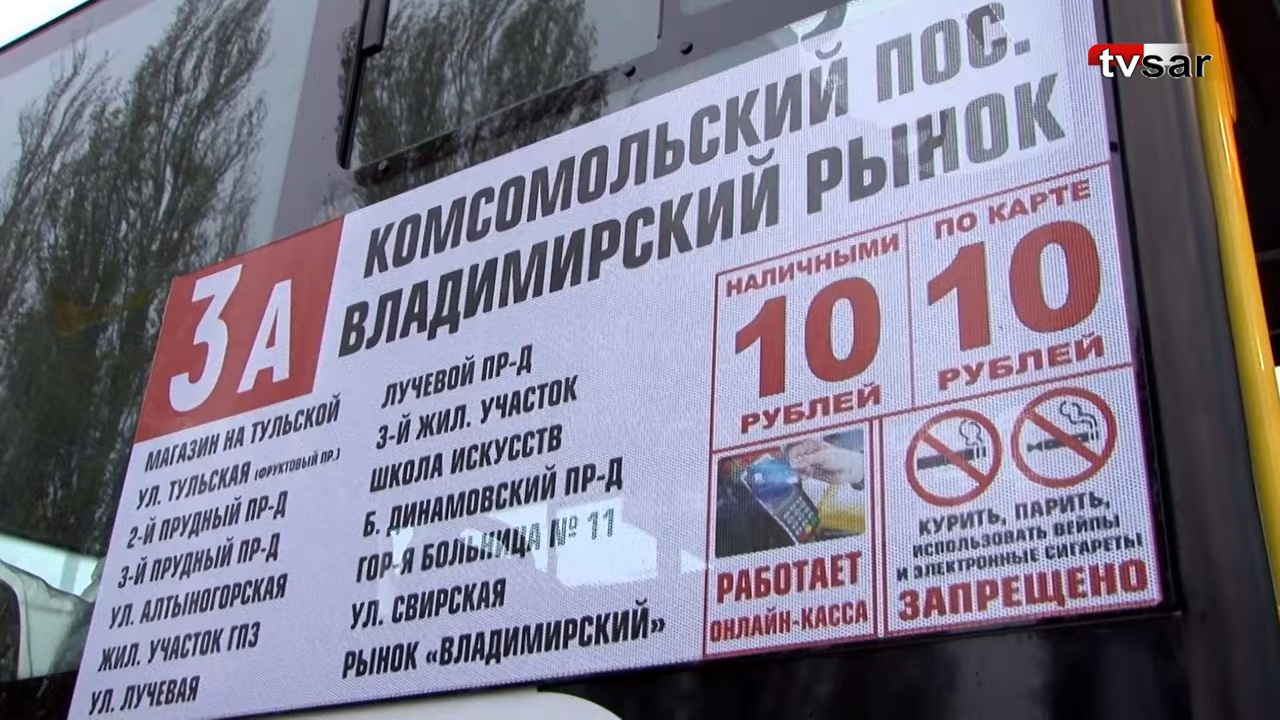 tvsar
3А
КОМСОМОЛЬСКИЙ ПОС.
ВЛАДИМИРСКИЙ РЫНОК
МАГАЗИН НА ТУЛЬСКОЙ
УЛ. ТУЛЬСКАЯ (ФРУКТОВЫЙ ПР.)
2-Й ПРУДНЫЙ ПР-Д
3-Й ПРУДНЫЙ ПР-Д
УЛ. АЛТЫНОГОРСКАЯ
ЖИЛ. УЧАСТОК ГПЗ
УЛ. ЛУЧЕВАЯ
ЛУЧЕВОЙ ПР-Д
3-Й ЖИЛ. УЧАСТОК
ШКОЛА ИСКУССТВ
Б. ДИНАМОВСКИЙ ПР-Д
ГОР-Я БОЛЬНИЦА № 11
УЛ. СВИРСКАЯ
РЫНОК «ВЛАДИМИРСКИЙ»
НАЛИЧНЫМИ
10
РУБЛЕЙ
ПО КАРТЕ
10
РУБЛЕЙ
РАБОТАЕТ
ОНЛАЙН-КАССА
КУРИТЬ, ПАРИТЬ,
ИСПОЛЬЗОВАТЬ ВЕЙПЫ
И ЭЛЕКТРОННЫЕ СИГАРЕТЫ
ЗАПРЕЩЕНО